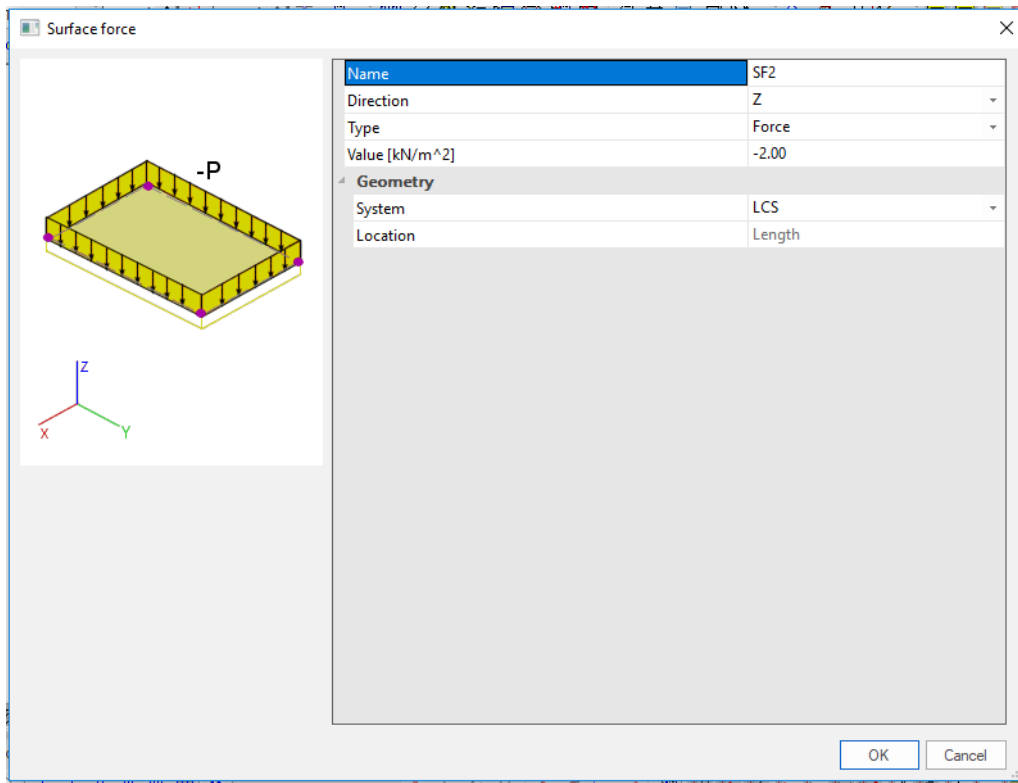 Surface force
-P
Z
X
Y
Name SF2
Direction Z
Type Force
Value [kN/m^2] -2.00
Geometry
System LCS
Location Length
OK Cancel